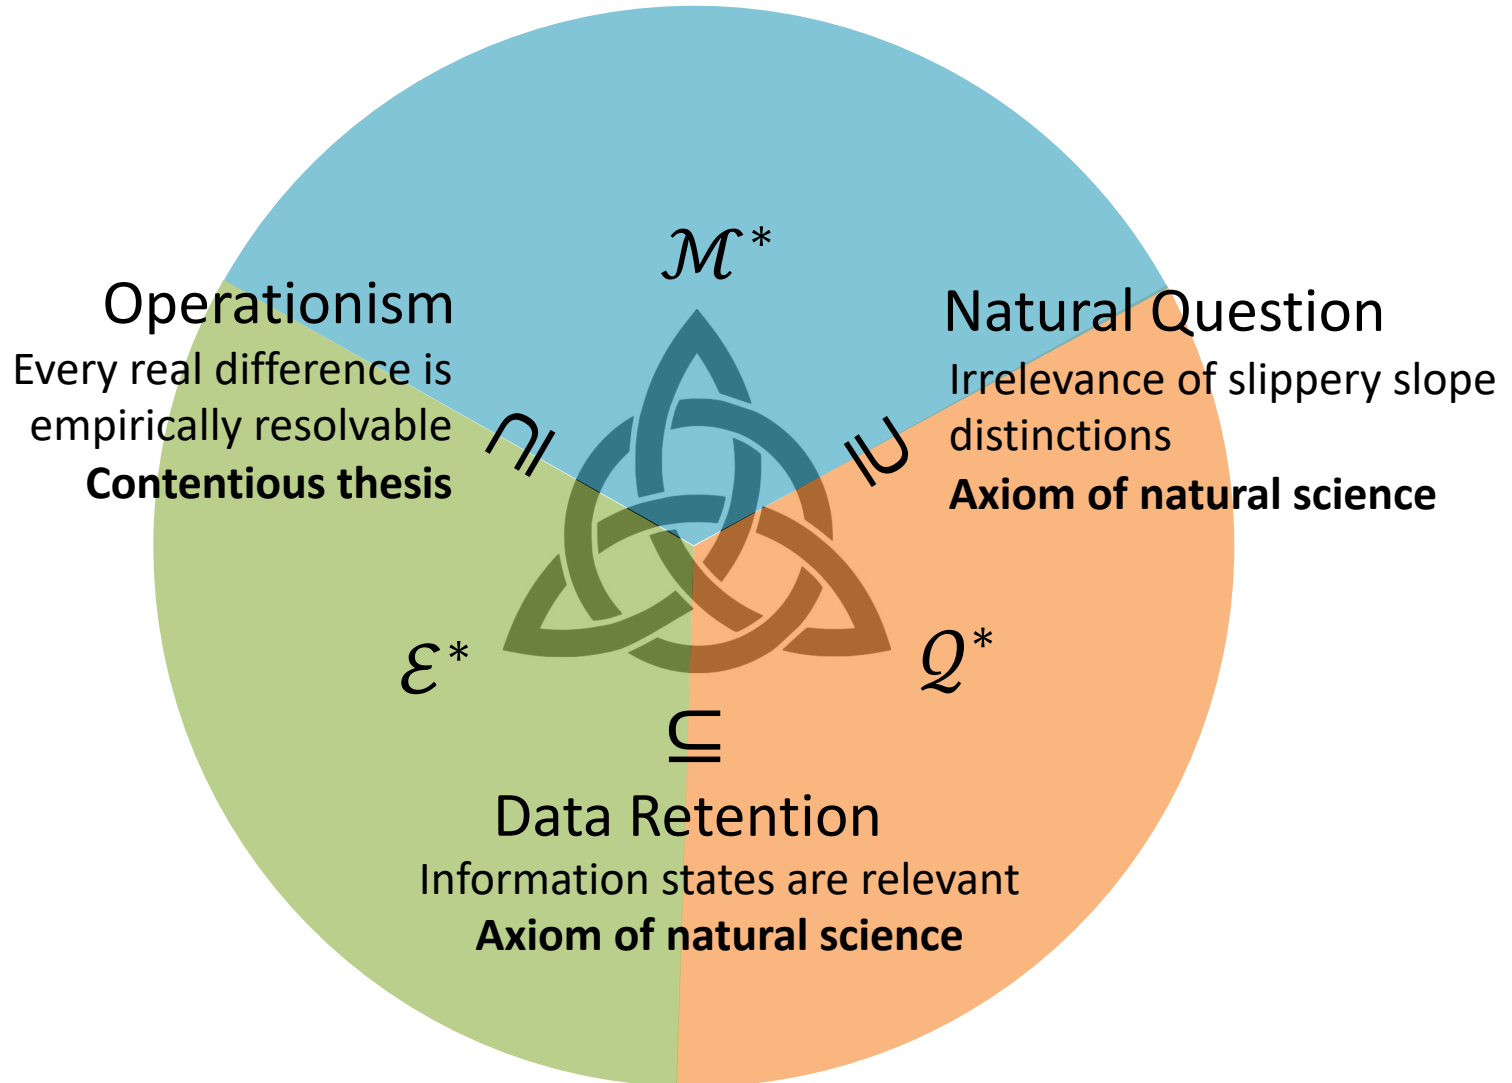 ℳ*
Operationism
Every real difference is
empirically resolvable
Contentious thesis
Natural Question
Irrelevance of slippery slope
distinctions
Axiom of natural science
⊆
⊆
ℰ*
𝒬*
⊆
Data Retention
Information states are relevant
Axiom of natural science